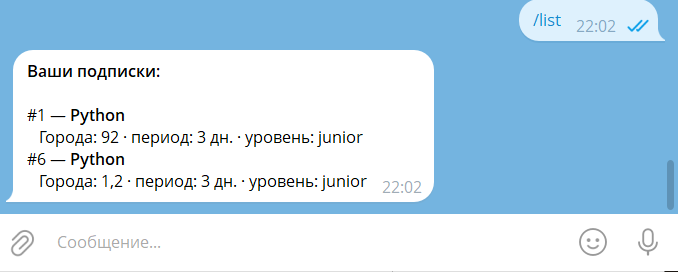 /list 22:02
Ваши подписки:
#1 — Python
Города: 92 · период: 3 дн. · уровень: junior
#6 — Python
Города: 1,2 · период: 3 дн. · уровень: junior 22:02
Сообщение...